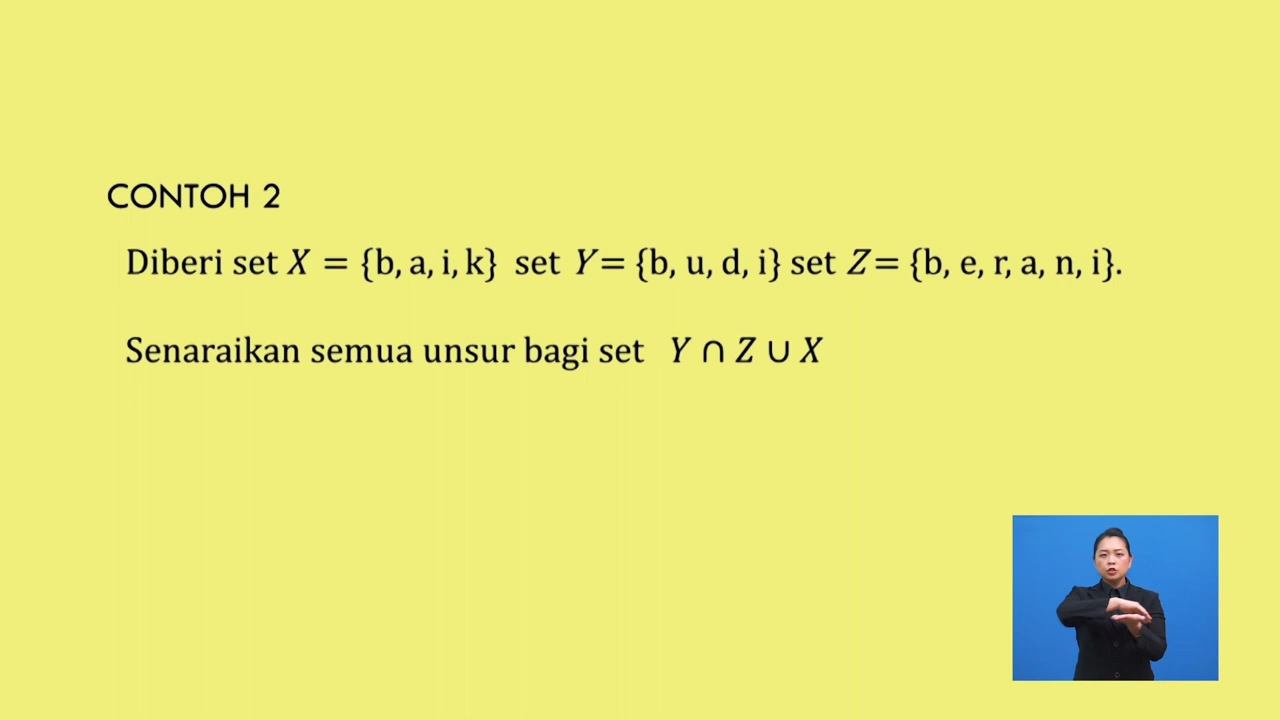 CONTOH 2
Diberi set X = {b, a, i, k} set Y= {b, u, d, i} set Z= {b, e, r, a, n, i}.
Senaraikan semua unsur bagi set Y ∩ Z ∪ X